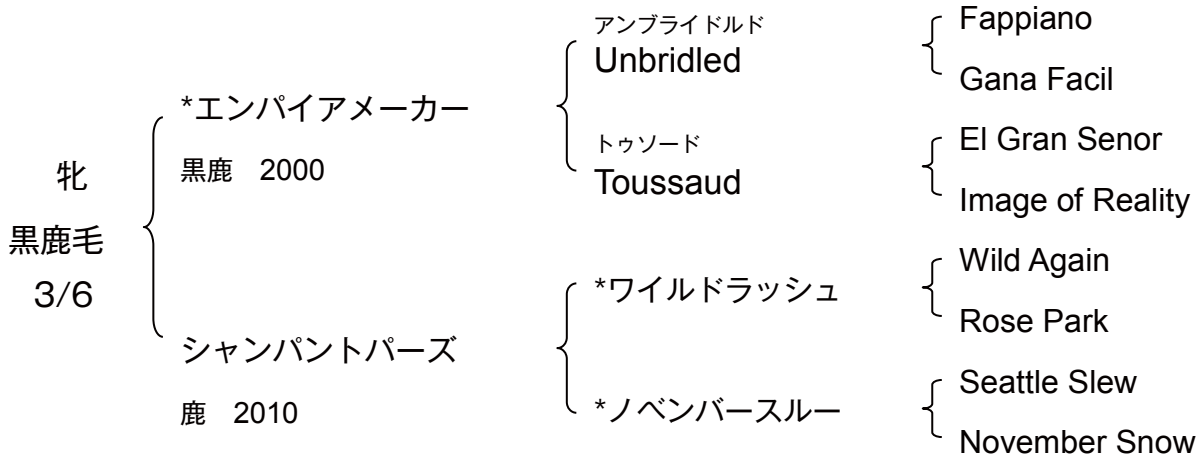 牝
黒鹿毛
3/6
*エンパイアメーカー
黒鹿　2000
シャンパントパーズ
鹿　2010
アンブライドルド
Unbridled
トゥソード
Toussaud
*ワイルドラッシュ
*ノベンバースルー
Fappiano
Gana Facil
El Gran Senor
Image of Reality
Wild Again
Rose Park
Seattle Slew
November Snow